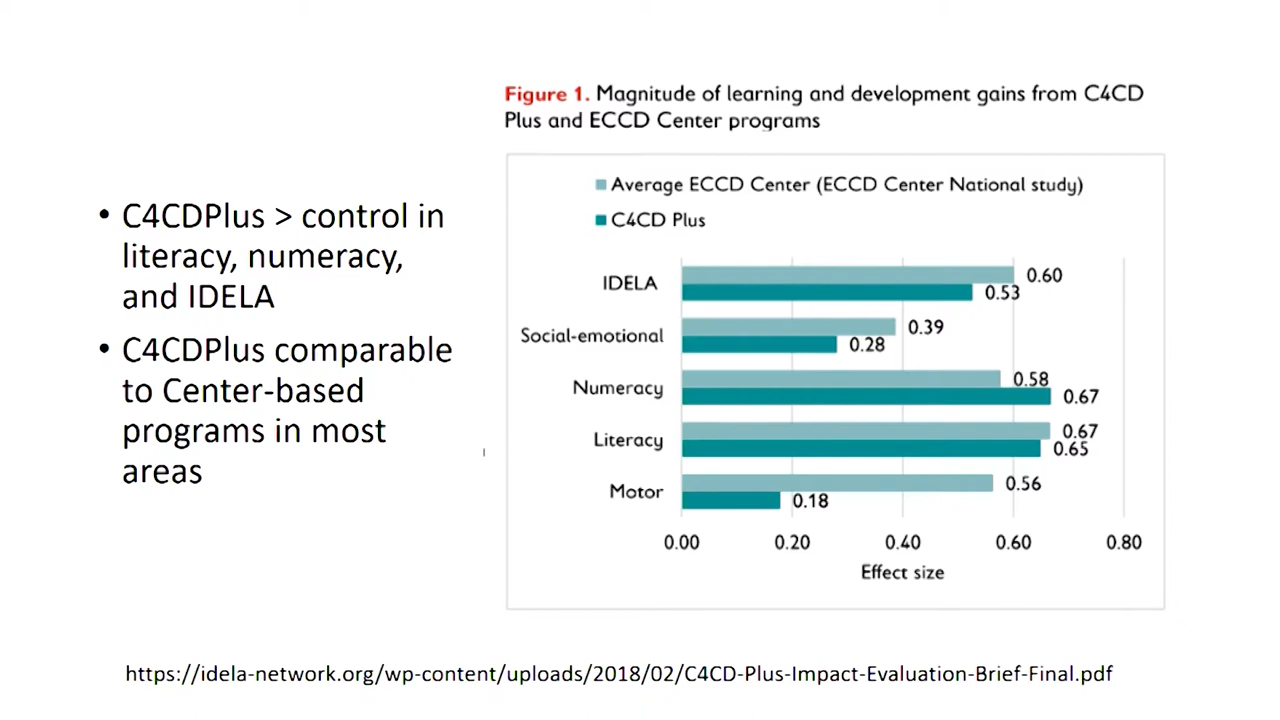 • C4CDPlus > control in
literacy, numeracy,
and IDELA
• C4CDPlus comparable
to Center-based
programs in most
areas
Figure 1. Magnitude of learning and development gains from C4CD
Plus and ECCD Center programs
Average ECCD Center (ECCD Center National study)
C4CD Plus
IDELA
0.60
0.53
Social-emotional
0.39
0.28
Numeracy
0.58
0.67
Literacy
0.67
0.65
Motor
0.56
0.18
0.00 0.20 0.40 0.60 0.80
Effect size
https://idela-network.org/wp-content/uploads/2018/02/C4CD-Plus-Impact-Evaluation-Brief-Final.pdf